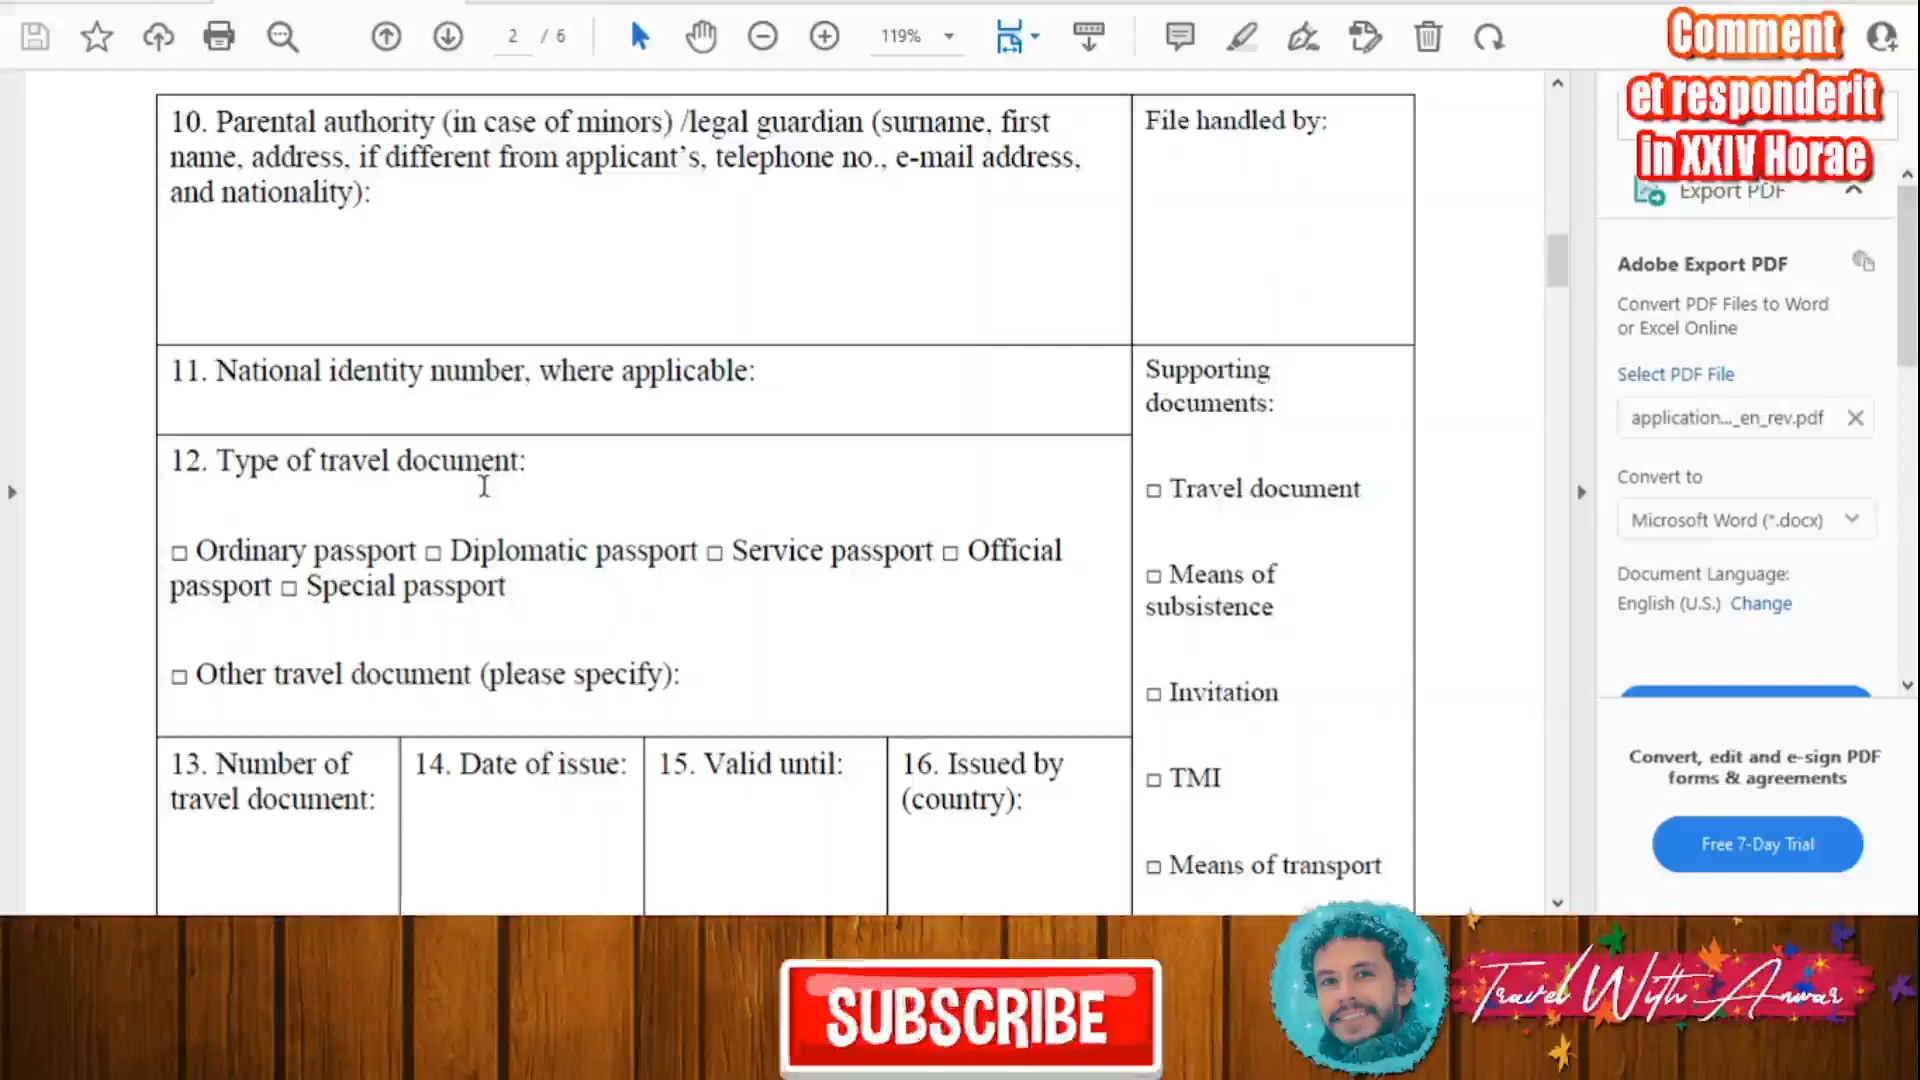 2 / 6
119%
Comment
et responderit
in XXIV Horae
10. Parental authority (in case of minors) /legal guardian (surname, first
name, address, if different from applicant's, telephone no., e-mail address,
and nationality):
File handled by:
11. National identity number, where applicable:
12. Type of travel document:
□ Ordinary passport □ Diplomatic passport □ Service passport □ Official
passport □ Special passport
□ Other travel document (please specify):
13. Number of
travel document:
14. Date of issue:
15. Valid until:
16. Issued by
(country):
Supporting
documents:
□ Travel document
□ Means of
subsistence
□ Invitation
□ TMI
□ Means of transport
Export PDF
Adobe Export PDF
Convert PDF Files to Word
or Excel Online
Select PDF File
application..._en_rev.pdf
Convert to
Microsoft Word (*.docx)
Document Language:
English (U.S.) Change
Convert, edit and e-sign PDF
forms & agreements
Free 7-Day Trial
SUBSCRIBE
Travel With Anwar